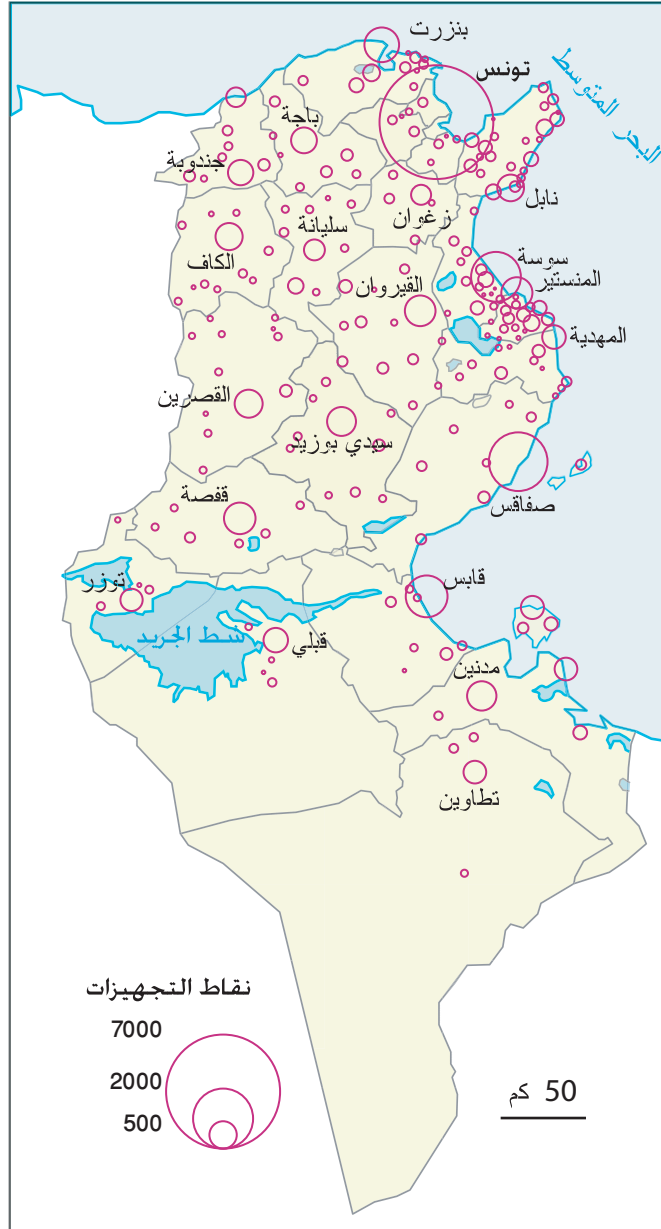 بنزرت
تونس
البحر المتوسط
باجة
جندوبة
نابل
زغوان
سليانة
الكاف
سوسة
المنستير
القيروان
المهدية
القصرين
سيدي بوزيد
صفاقس
قفصة
توزر
قابس
شط الجريد
قبلي
مدنين
تطاوين
نقاط التجهيزات
7000
2000
500
50 كم